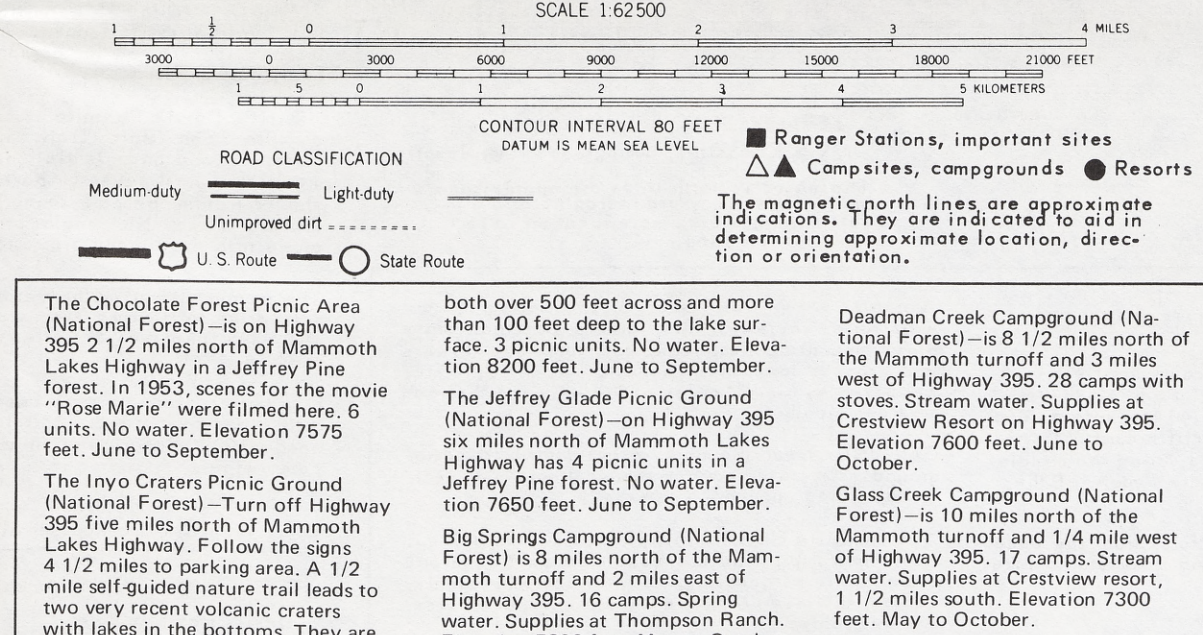 SCALE 1:62500
1 1/2 0 1 2 3 4 MILES
3000 0 3000 6000 9000 12000 15000 18000 21000 FEET
1 5 0 1 2 3 4 5 KILOMETERS
CONTOUR INTERVAL 80 FEET
DATUM IS MEAN SEA LEVEL
ROAD CLASSIFICATION
Medium-duty Light-duty
Unimproved dirt
U. S. Route State Route
Ranger Stations, important sites
Campsites, campgrounds Resorts
The magnetic north lines are approximate
indications. They are indicated to aid in
determining approximate location, direc-
tion or orientation.
The Chocolate Forest Picnic Area
(National Forest)—is on Highway
395 2 1/2 miles north of Mammoth
Lakes Highway in a Jeffrey Pine
forest. In 1953, scenes for the movie
"Rose Marie" were filmed here. 6
units. No water. Elevation 7575
feet. June to September.
The Inyo Craters Picnic Ground
(National Forest)—Turn off Highway
395 five miles north of Mammoth
Lakes Highway. Follow the signs
4 1/2 miles to parking area. A 1/2
mile self-guided nature trail leads to
two very recent volcanic craters
with lakes in the bottoms. They are
both over 500 feet across and more
than 100 feet deep to the lake sur-
face. 3 picnic units. No water. Eleva-
tion 8200 feet. June to September.
The Jeffrey Glade Picnic Ground
(National Forest)—on Highway 395
six miles north of Mammoth Lakes
Highway has 4 picnic units in a
Jeffrey Pine forest. No water. Eleva-
tion 7650 feet. June to September.
Big Springs Campground (National
Forest) is 8 miles north of the Mam-
moth turnoff and 2 miles east of
Highway 395. 16 camps. Spring
water. Supplies at Thompson Ranch.
Deadman Creek Campground (Na-
tional Forest)—is 8 1/2 miles north of
the Mammoth turnoff and 3 miles
west of Highway 395. 28 camps with
stoves. Stream water. Supplies at
Crestview Resort on Highway 395.
Elevation 7600 feet. June to
October.
Glass Creek Campground (National
Forest)—is 10 miles north of the
Mammoth turnoff and 1/4 mile west
of Highway 395. 17 camps. Stream
water. Supplies at Crestview resort,
1 1/2 miles south. Elevation 7300
feet. May to October.